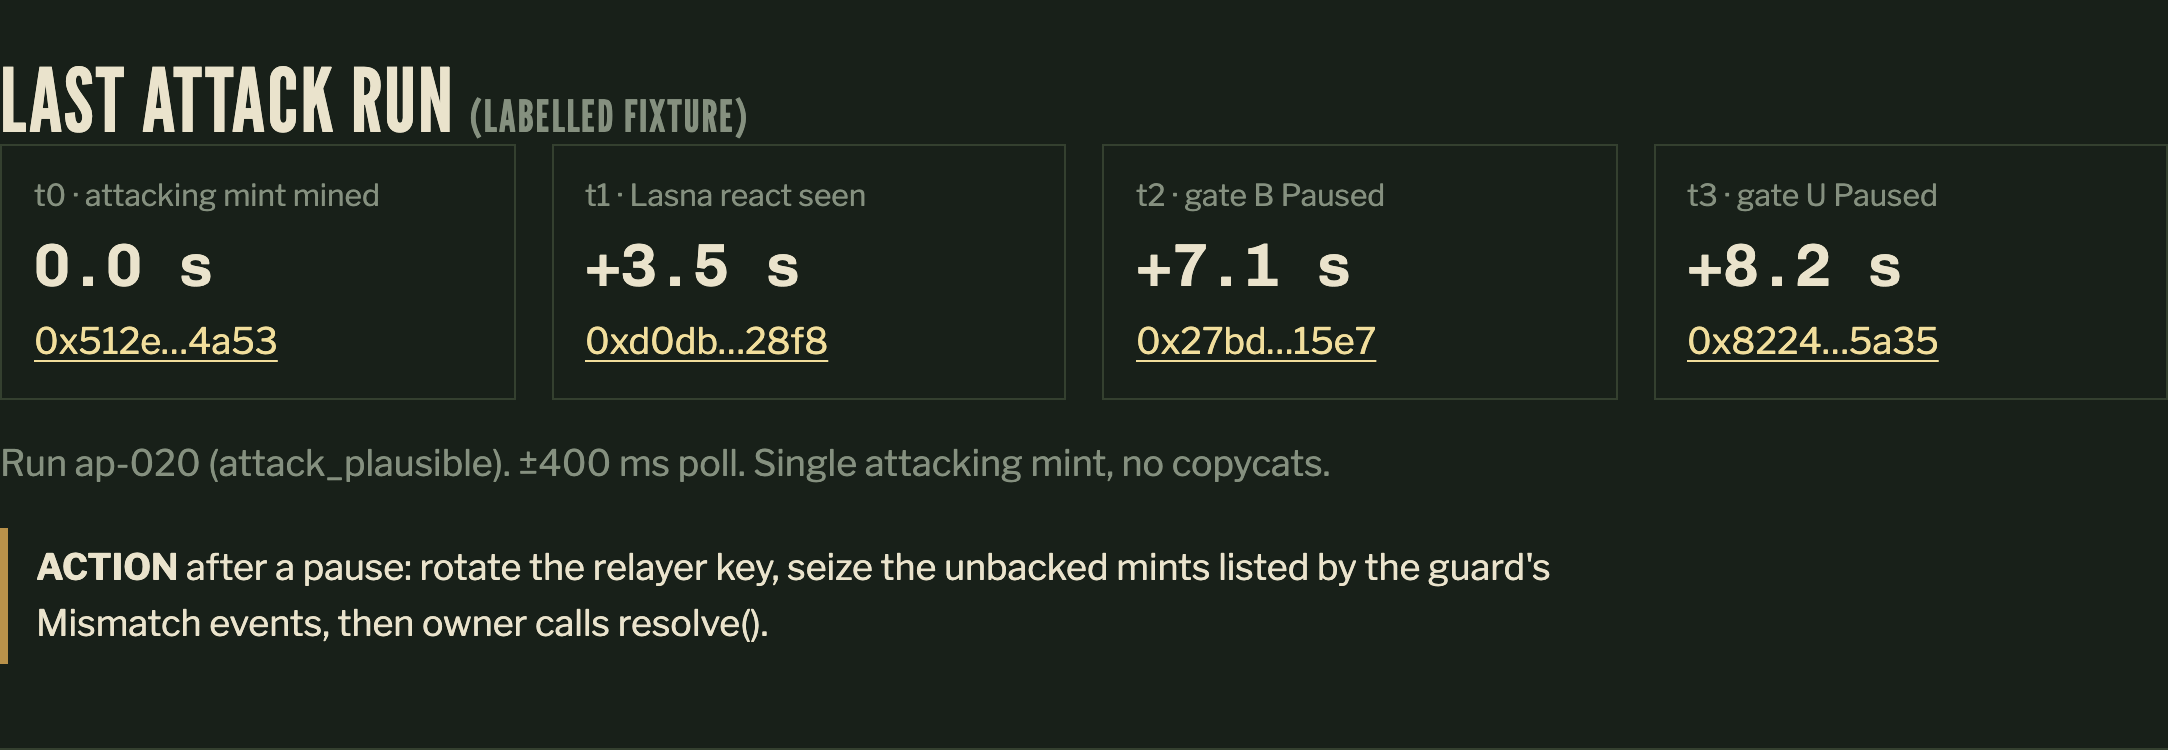 LAST ATTACK RUN (LABELLED FIXTURE)
t0 · attacking mint mined
0.0 s
0x512e…4a53
t1 · Lasna react seen
+3.5 s
0xd0db…28f8
t2 · gate B Paused
+7.1 s
0x27bd…15e7
t3 · gate U Paused
+8.2 s
0x8224…5a35
Run ap-020 (attack_plausible). ±400 ms poll. Single attacking mint, no copycats.
ACTION after a pause: rotate the relayer key, seize the unbacked mints listed by the guard's
Mismatch events, then owner calls resolve().